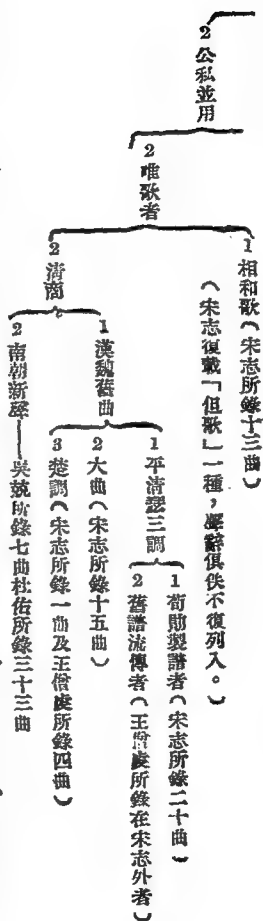 2 公私並用
2 唯歌者
1 相和歌（宋志所錄十三曲）
（宋志復載「但歌」一種，聲辭俱佚不復列入。）
2 清商
1 漢魏舊曲
1 平清瑟三調
1 荀勗製譜者（宋志所錄二十曲）
2 舊譜流傳者（王僧虔所錄在宋志外者）
2 大曲（宋志所錄十五曲）
3 楚調（宋志所錄一曲及王僧虔所錄四曲）
2 南朝新聲——吳兢所錄七曲杜佑所錄三十三曲